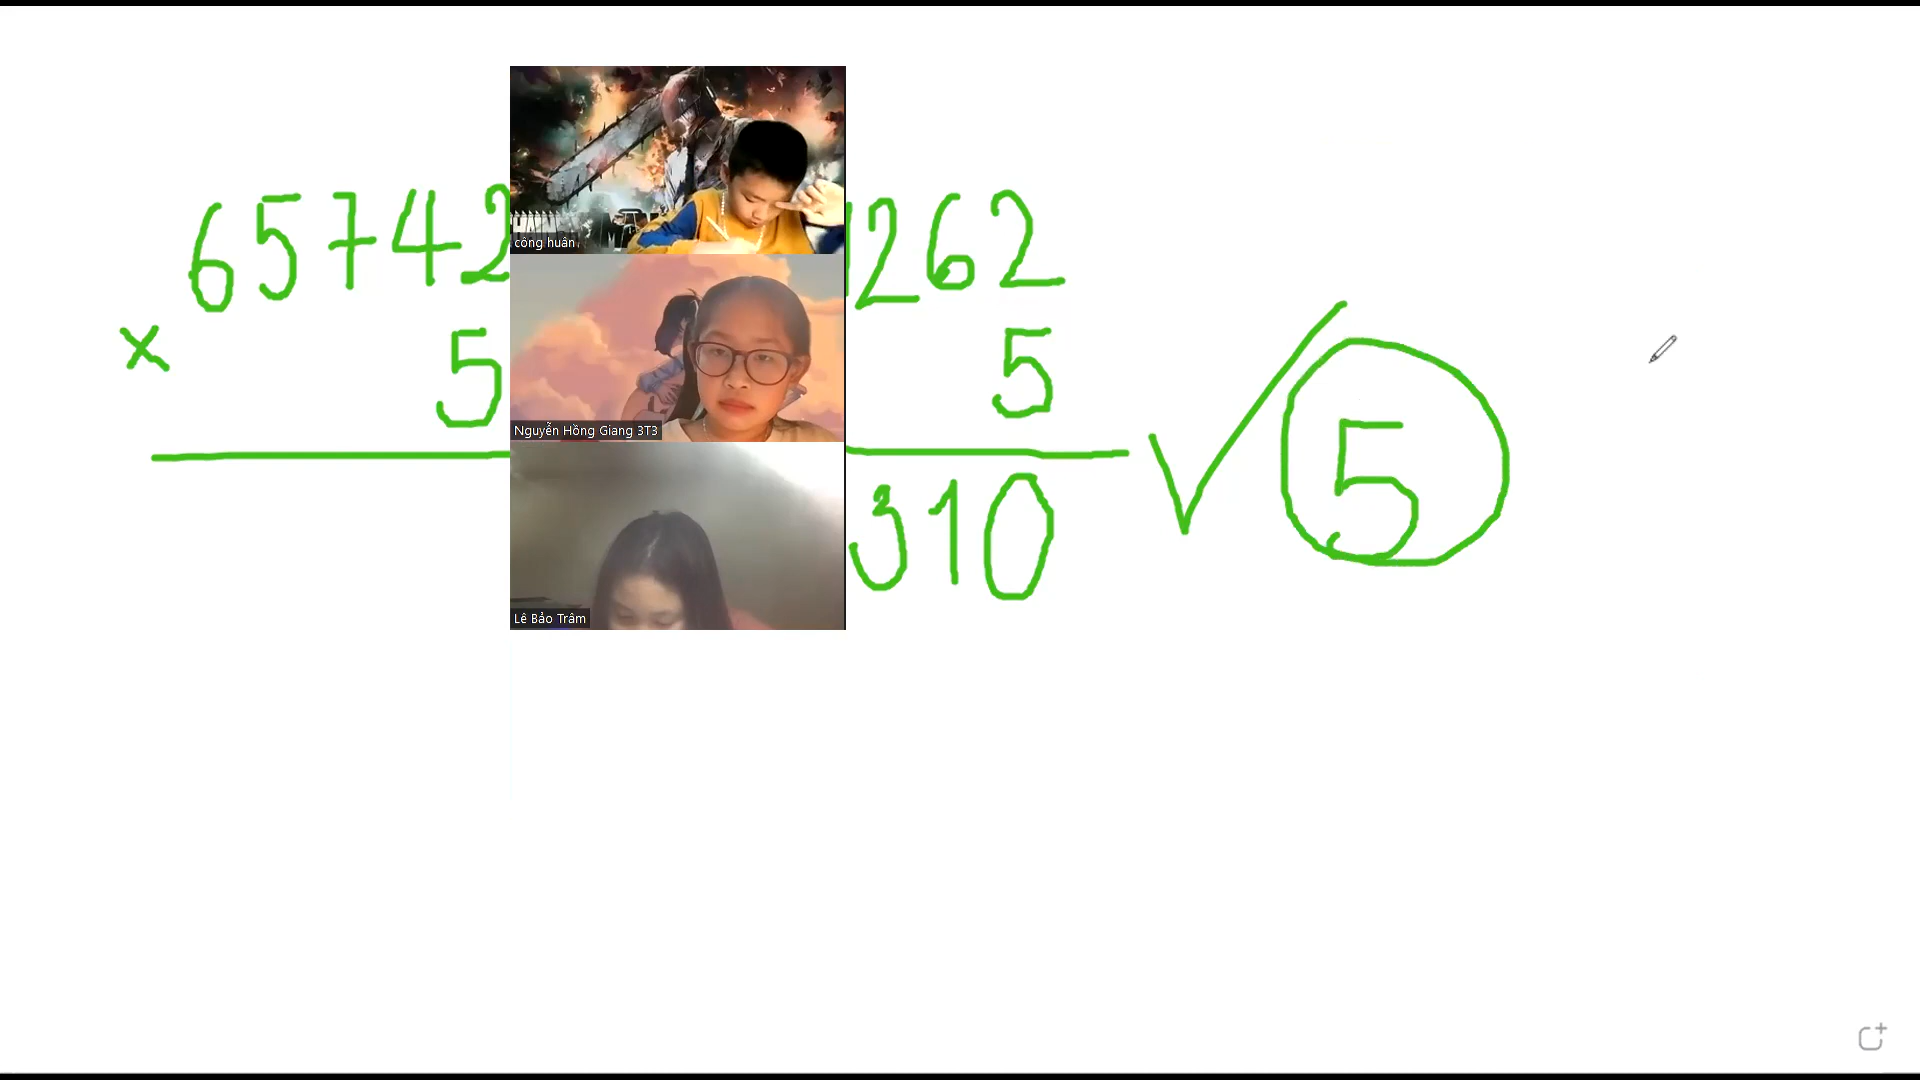 65742
x 5
262
5
310
5
công huân
Nguyễn Hồng Giang 3T3
Lê Bảo Trâm